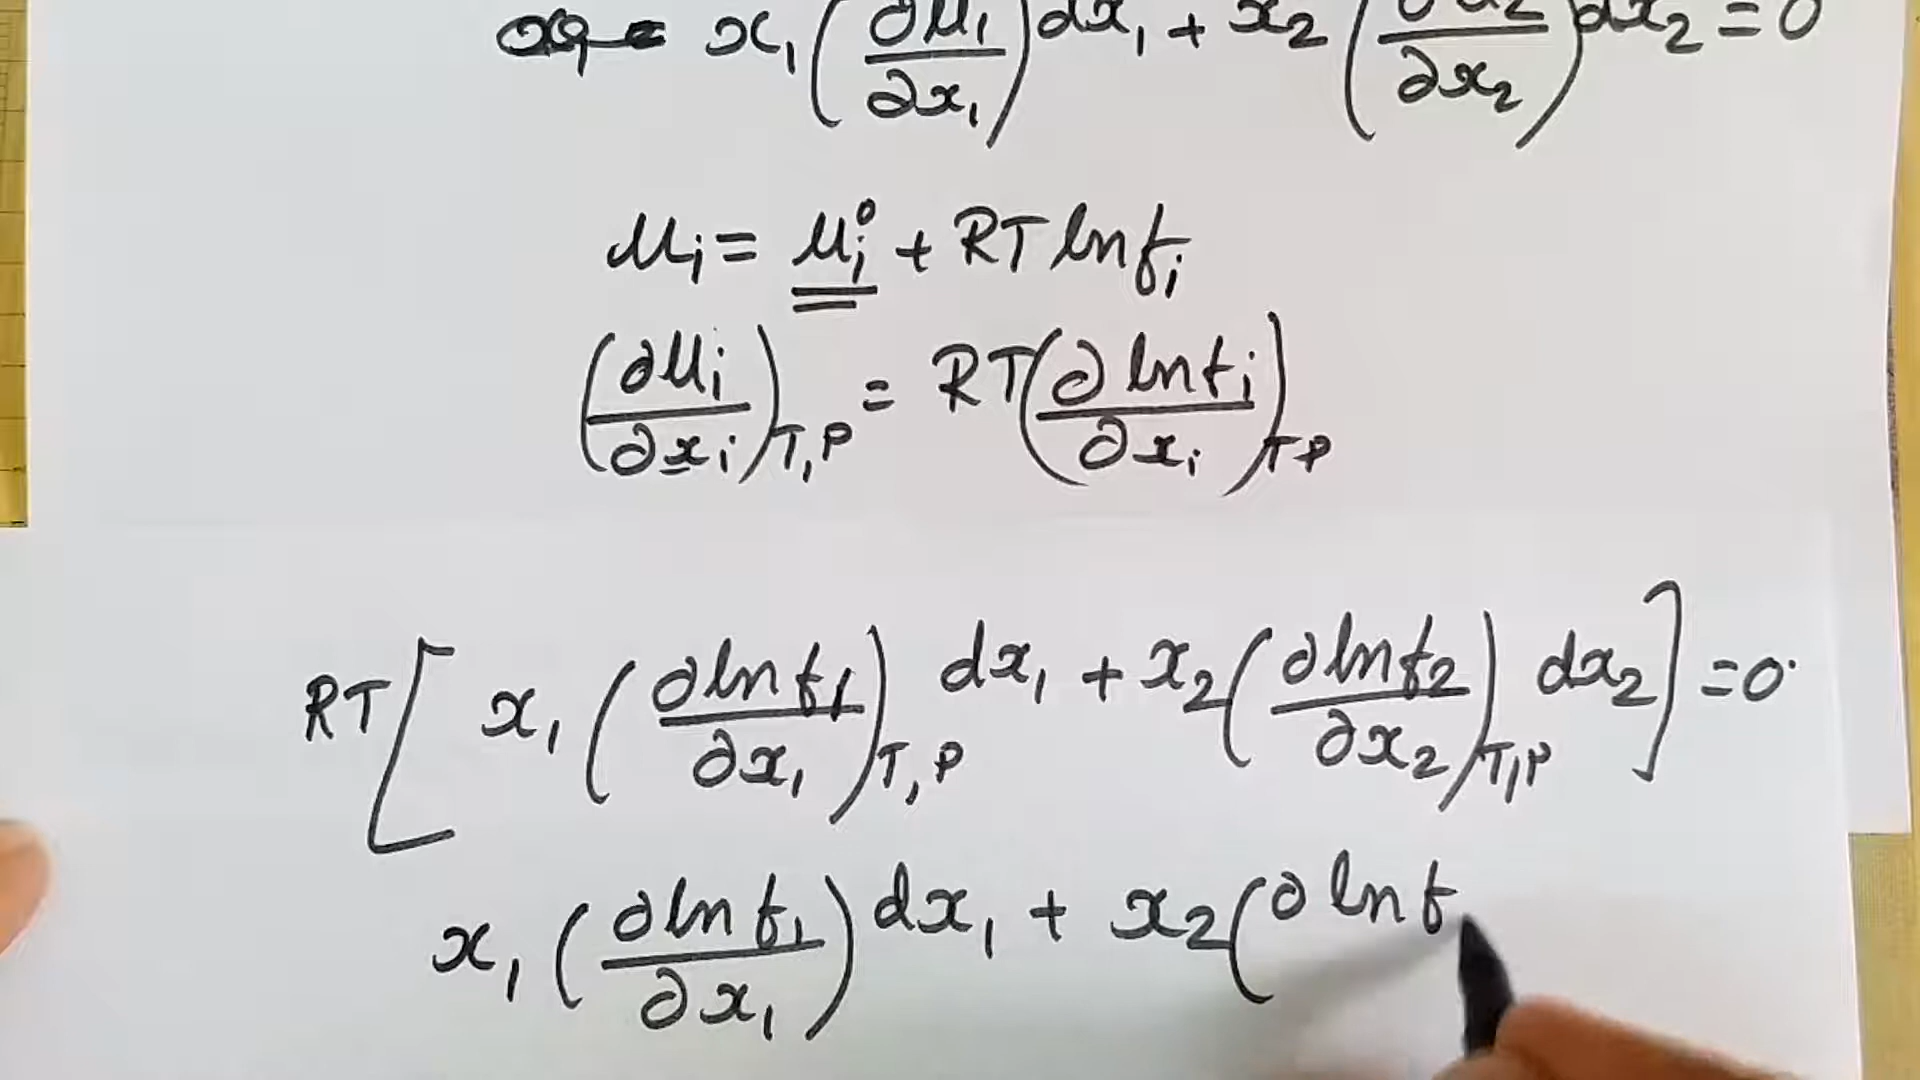 x₁ (∂μ₁/∂x₁) dx₁ + x₂ (∂μ₂/∂x₂) dx₂ = 0
μᵢ = μᵢ⁰ + RT ln fᵢ
(∂μᵢ/∂xᵢ)T,P = RT (∂ ln fᵢ/∂xᵢ)T P
RT [ x₁ (∂ln f₁/∂x₁)T,P dx₁ + x₂ (∂ln f₂/∂x₂)T,P dx₂ ] = 0
x₁ (∂ln f₁/∂x₁) dx₁ + x₂ (∂ ln f